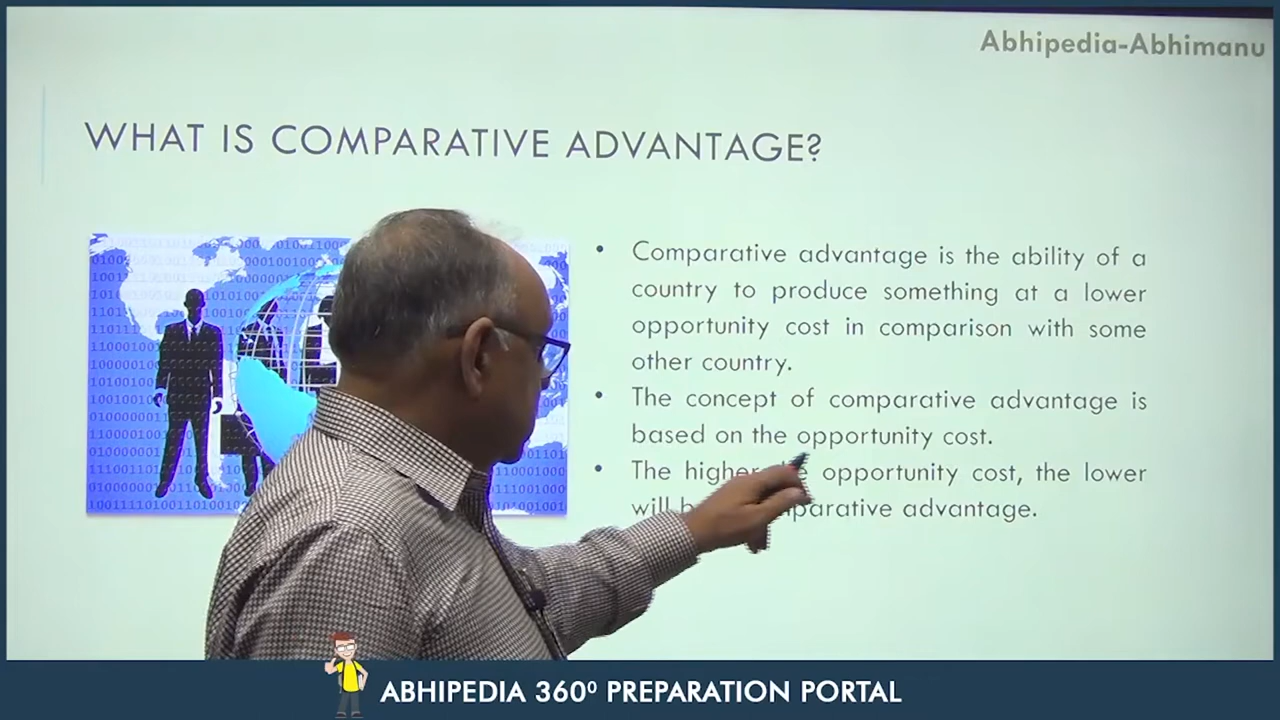 Abhipedia-Abhimanu
WHAT IS COMPARATIVE ADVANTAGE?
• Comparative advantage is the ability of a
country to produce something at a lower
opportunity cost in comparison with some
other country.
• The concept of comparative advantage is
based on the opportunity cost.
• The higher opportunity cost, the lower
will advantage.
ABHIPEDIA 360⁰ PREPARATION PORTAL